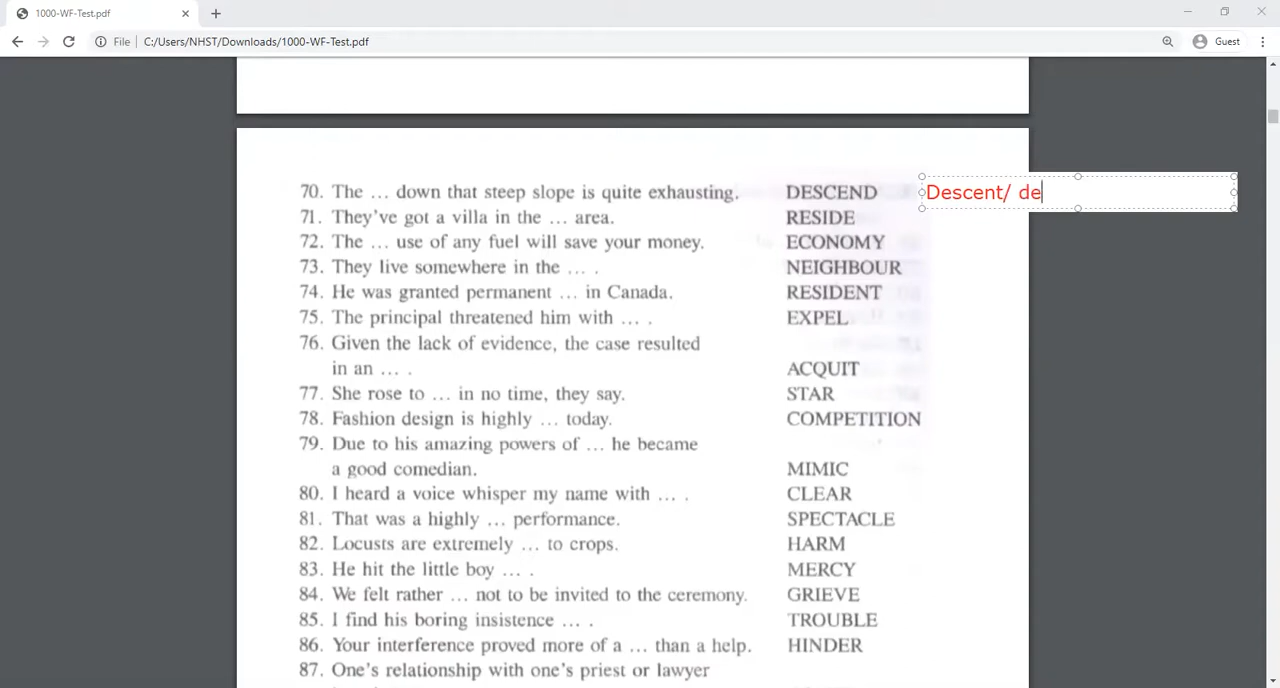 1000-WF-Test.pdf
File C:/Users/NHST/Downloads/1000-WF-Test.pdf Guest
70. The ... down that steep slope is quite exhausting. DESCEND Descent/ de
71. They've got a villa in the ... area. RESIDE
72. The ... use of any fuel will save your money. ECONOMY
73. They live somewhere in the ... . NEIGHBOUR
74. He was granted permanent ... in Canada. RESIDENT
75. The principal threatened him with ... . EXPEL
76. Given the lack of evidence, the case resulted
in an ... . ACQUIT
77. She rose to ... in no time, they say. STAR
78. Fashion design is highly ... today. COMPETITION
79. Due to his amazing powers of ... he became
a good comedian. MIMIC
80. I heard a voice whisper my name with ... . CLEAR
81. That was a highly ... performance. SPECTACLE
82. Locusts are extremely ... to crops. HARM
83. He hit the little boy ... . MERCY
84. We felt rather ... not to be invited to the ceremony. GRIEVE
85. I find his boring insistence ... . TROUBLE
86. Your interference proved more of a ... than a help. HINDER
87. One's relationship with one's priest or lawyer